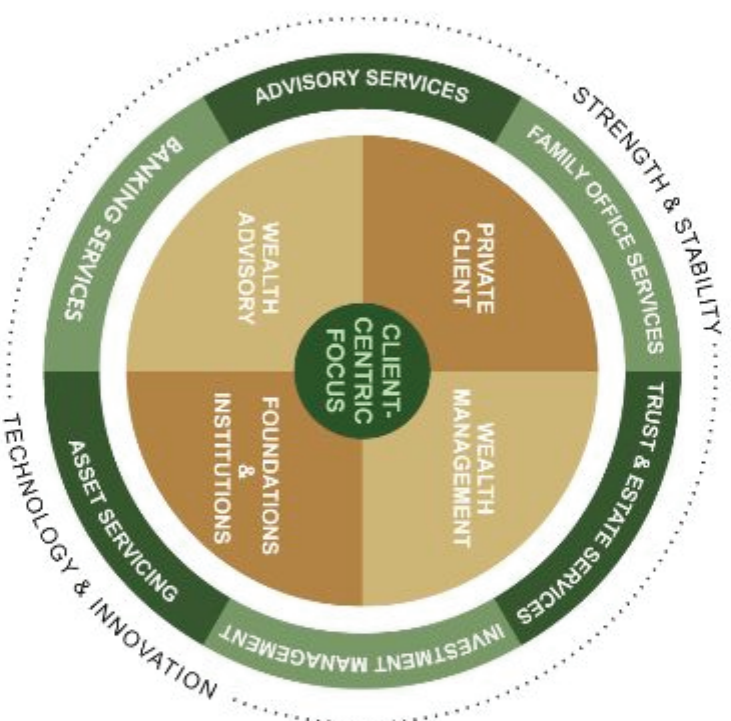 STRENGTH & STABILITY
ADVISORY SERVICES
FAMILY OFFICE SERVICES
TRUST & ESTATE SERVICES
INVESTMENT MANAGEMENT
ASSET SERVICING
BANKING SERVICES
PRIVATE
CLIENT
WEALTH
MANAGEMENT
WEALTH
ADVISORY
FOUNDATIONS
&
INSTITUTIONS
CLIENT-
CENTRIC
FOCUS
TECHNOLOGY & INNOVATION